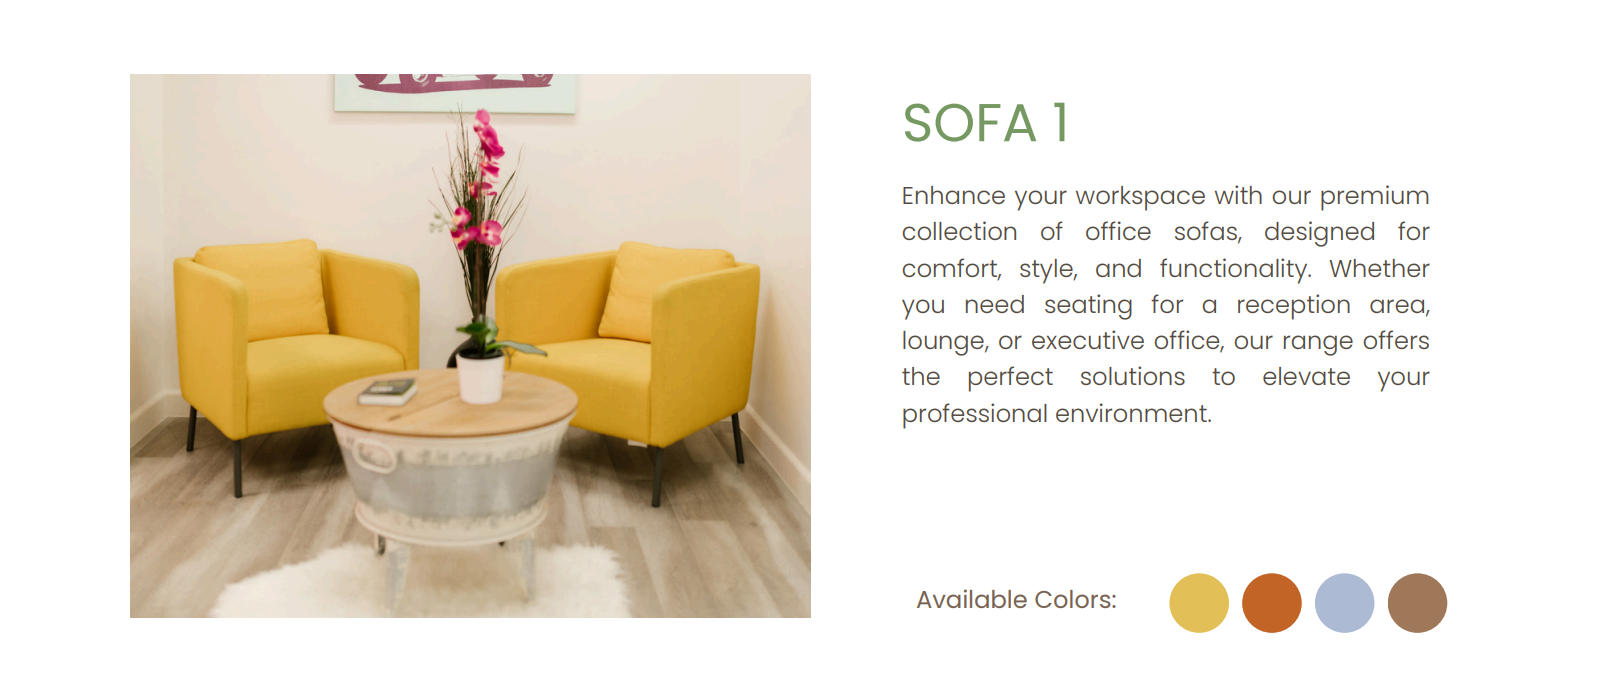 SOFA 1
Enhance your workspace with our premium
collection of office sofas, designed for
comfort, style, and functionality. Whether
you need seating for a reception area,
lounge, or executive office, our range offers
the perfect solutions to elevate your
professional environment.
Available Colors: